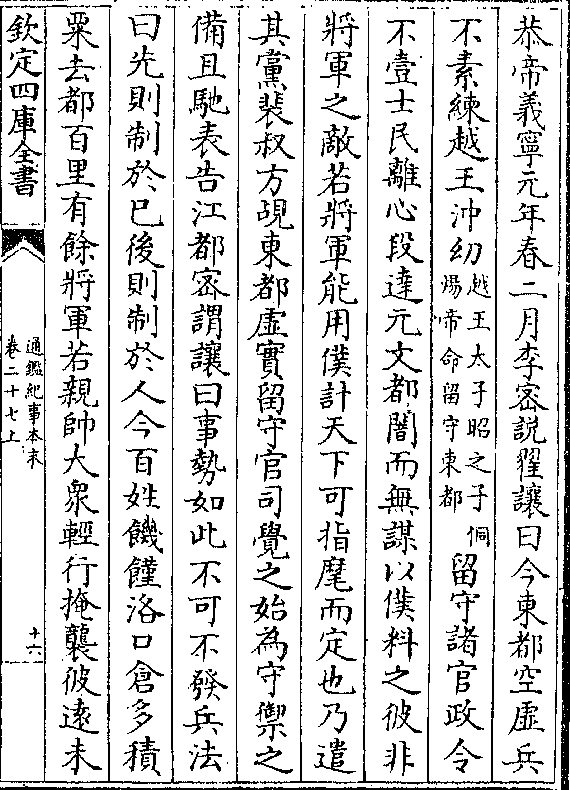 恭帝義寧元年春二月李密説翟讓曰今東都空虛兵
不素練越王沖幼越王太子昭之子侗煬帝命留守東都留守諸官政令
不壹士民離心段達元文都闇而無謀以僕料之彼非
將軍之敵若將軍能用僕計天下可指麾而定也乃遣
其黨裴叔方覘東都虛實留守官司覺之始為守禦之
備且馳表告江都密謂讓曰事勢如此不可不發兵法
曰先則制於已後則制於人今百姓饑饉洛口倉多積
粟去都百里有餘將軍若親帥大衆輕行掩襲彼逺未
欽定四庫全書
通鑑紀事本末
卷二十七上
十六